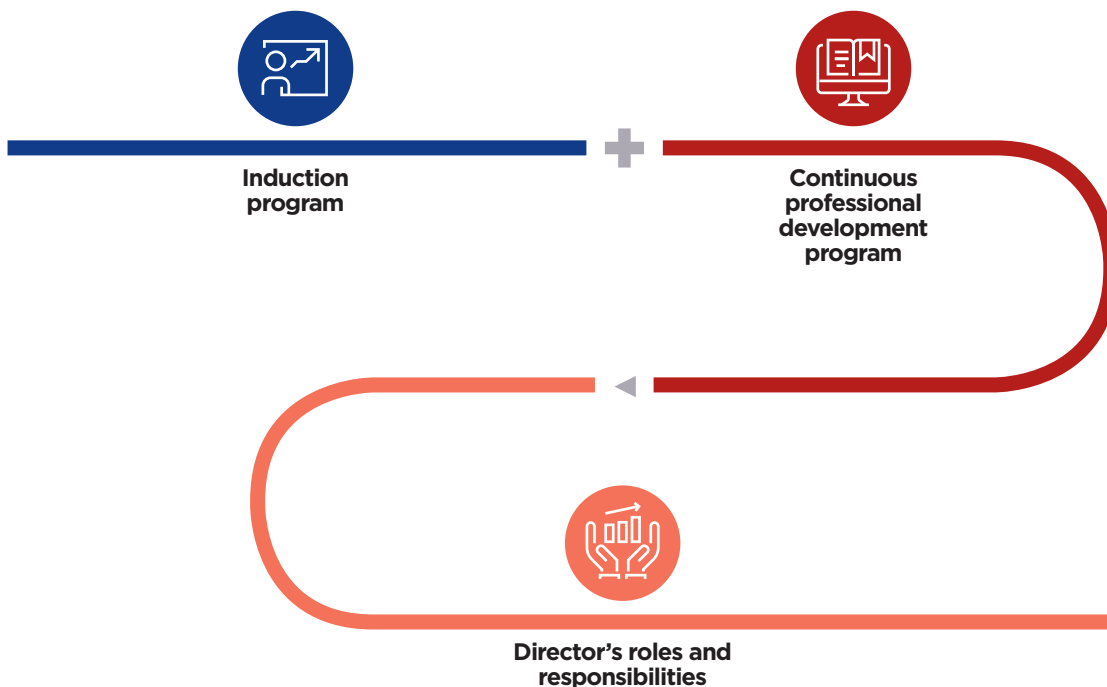 Induction
program
Continuous
professional
development
program
Director’s roles and
responsibilities